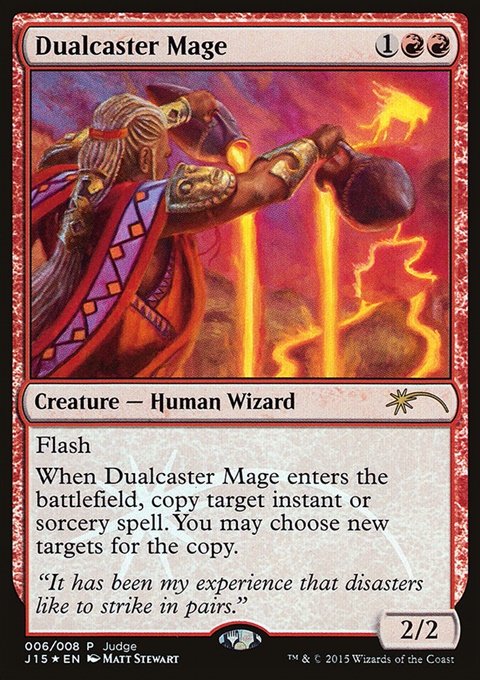 Dualcaster Mage 1
Creature — Human Wizard
Flash
When Dualcaster Mage enters the
battlefield, copy target instant or
sorcery spell. You may choose new
targets for the copy.
“It has been my experience that disasters
like to strike in pairs.”
2/2
006/008 P Judge
J15★EN Matt Stewart
™ & © 2015 Wizards of the Coast